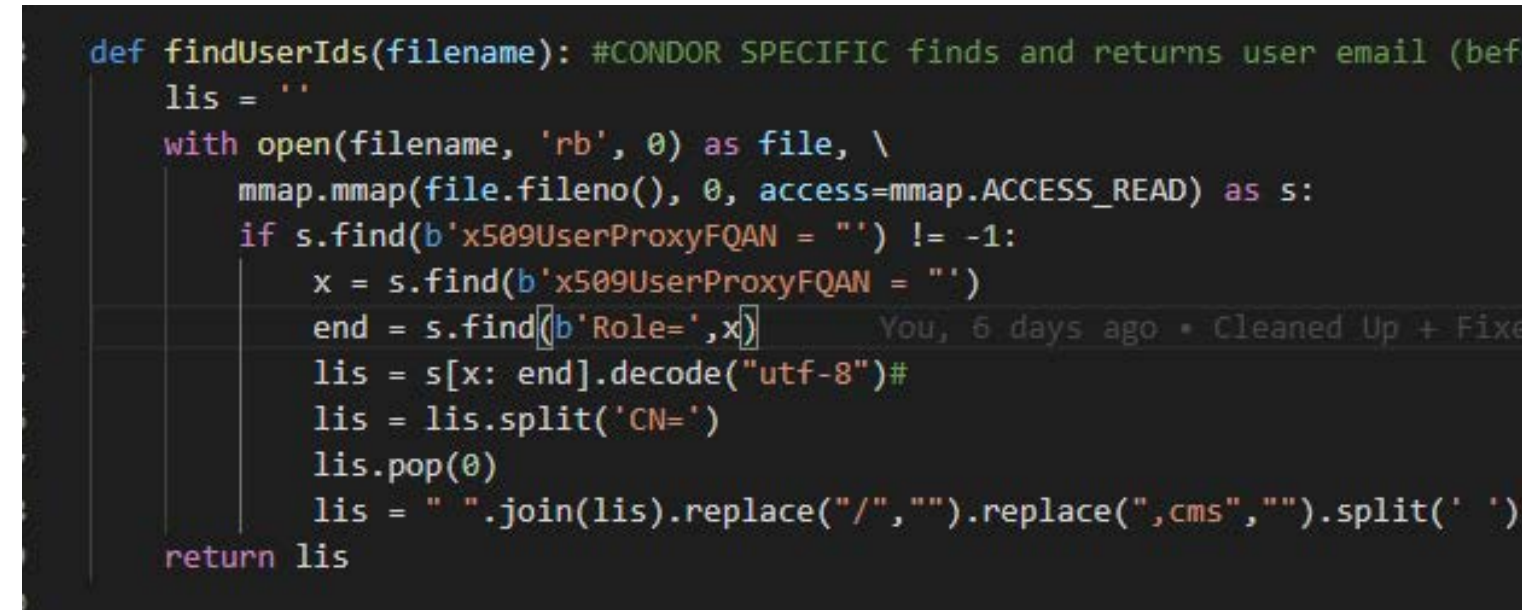 def findUserIds(filename): #CONDOR SPECIFIC finds and returns user email (bef
lis = ''
with open(filename, 'rb', 0) as file, \
mmap.mmap(file.fileno(), 0, access=mmap.ACCESS_READ) as s:
if s.find(b'x509UserProxyFQAN = "') != -1:
x = s.find(b'x509UserProxyFQAN = "')
end = s.find(b'Role=',x) You, 6 days ago • Cleaned Up + Fixe
lis = s[x: end].decode("utf-8")#
lis = lis.split('CN=')
lis.pop(0)
lis = " ".join(lis).replace("/","").replace(",cms","").split(' ')
return lis